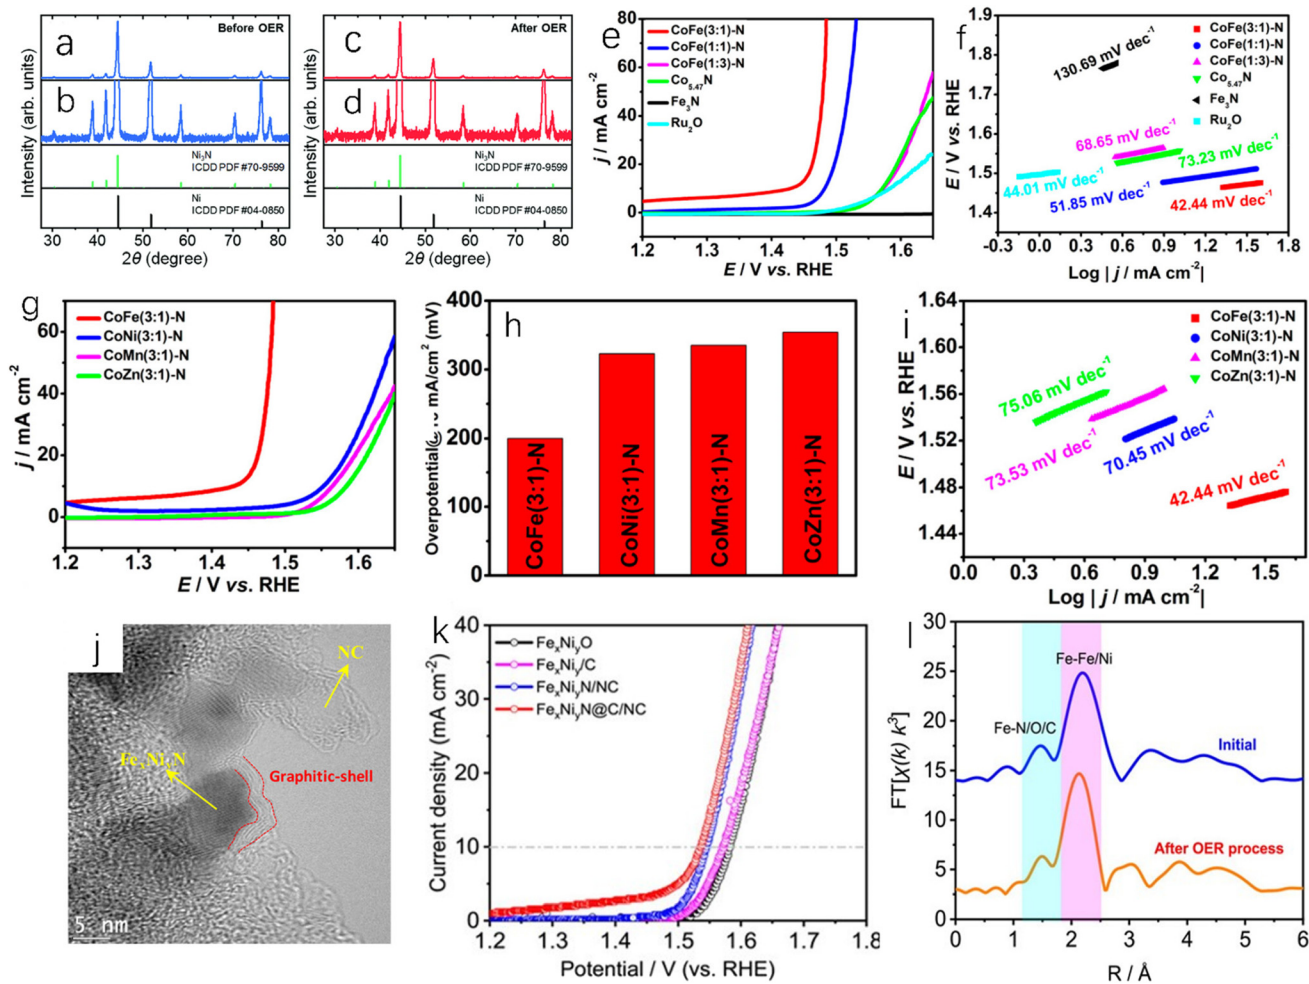 a
Before OER
b
Ni3N
ICDD PDF #70-9599
Ni
ICDD PDF #04-0850
Intensity (arb. units)
30 40 50 60 70 80
2θ (degree)
c
After OER
d
Ni3N
ICDD PDF #70-9599
Ni
ICDD PDF #04-0850
Intensity (arb. units)
30 40 50 60 70 80
2θ (degree)
e
CoFe(3:1)-N
CoFe(1:1)-N
CoFe(1:3)-N
Co5.47N
Fe3N
Ru2O
j / mA cm-2
80
60
40
20
0
1.2 1.3 1.4 1.5 1.6
E / V vs. RHE
f
130.69 mV dec-1
68.65 mV dec-1
73.23 mV dec-1
44.01 mV dec-1
51.85 mV dec-1
42.44 mV dec-1
CoFe(3:1)-N
CoFe(1:1)-N
CoFe(1:3)-N
Co5.47N
Fe3N
Ru2O
E / V vs. RHE
1.9
1.8
1.7
1.6
1.5
1.4
-0.3 0.0 0.3 0.6 0.9 1.2 1.5 1.8
Log | j / mA cm-2|
g
CoFe(3:1)-N
CoNi(3:1)-N
CoMn(3:1)-N
CoZn(3:1)-N
j / mA cm-2
60
40
20
0
1.2 1.3 1.4 1.5 1.6
E / V vs. RHE
h
mA/cm2 (mV)
Overpotential
400
300
200
100
0
CoFe(3:1)-N
CoNi(3:1)-N
CoMn(3:1)-N
CoZn(3:1)-N
i
CoFe(3:1)-N
CoNi(3:1)-N
CoMn(3:1)-N
CoZn(3:1)-N
75.06 mV dec-1
73.53 mV dec-1
70.45 mV dec-1
42.44 mV dec-1
E / V vs. RHE
1.64
1.60
1.56
1.52
1.48
1.44
0.0 0.3 0.6 0.9 1.2 1.5
Log | j / mA cm-2|
j
NC
FexNiyN
Graphitic-shell
5 nm
k
FexNiyO
FexNiy/C
FexNiyN/NC
FexNiyN@C/NC
Current density (mA cm-2)
40
30
20
10
0
1.2 1.3 1.4 1.5 1.6 1.7 1.8
Potential / V (vs. RHE)
l
Fe-Fe/Ni
Fe-N/O/C
Initial
After OER process
FT[χ(k) k3]
30
25
20
15
10
5
0
0 1 2 3 4 5 6
R / Å